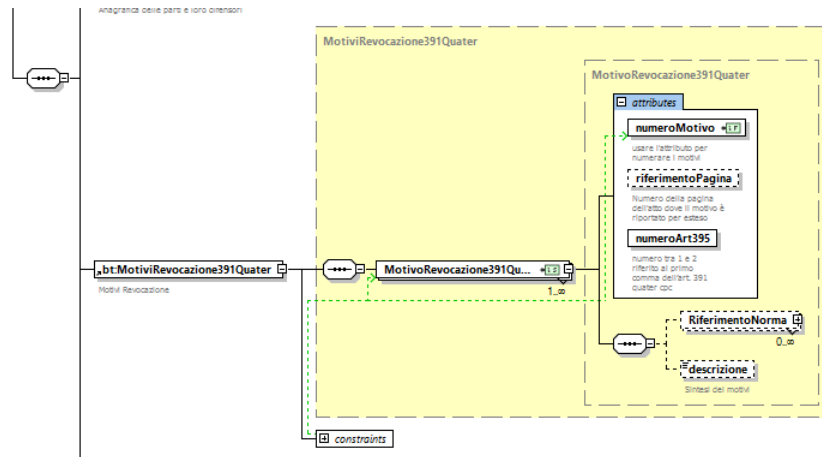 Anagrafica delle parti e loro difensori
MotiviRevocazione391Quater
MotivoRevocazione391Quater
attributes
numeroMotivo
usare l'attributo per
numerare i motivi
riferimentoPagina
Numero della pagina
dell'atto dove il motivo è
riportato per esteso
numeroArt395
numero tra 1 e 2
riferito al primo
comma dell'art. 391
quater cpc
bt:MotiviRevocazione391Quater
Motivi Revocazione
MotivoRevocazione391Qu...
1..∞
RiferimentoNorma
0..∞
descrizione
Sintesi dei motivi
constraints